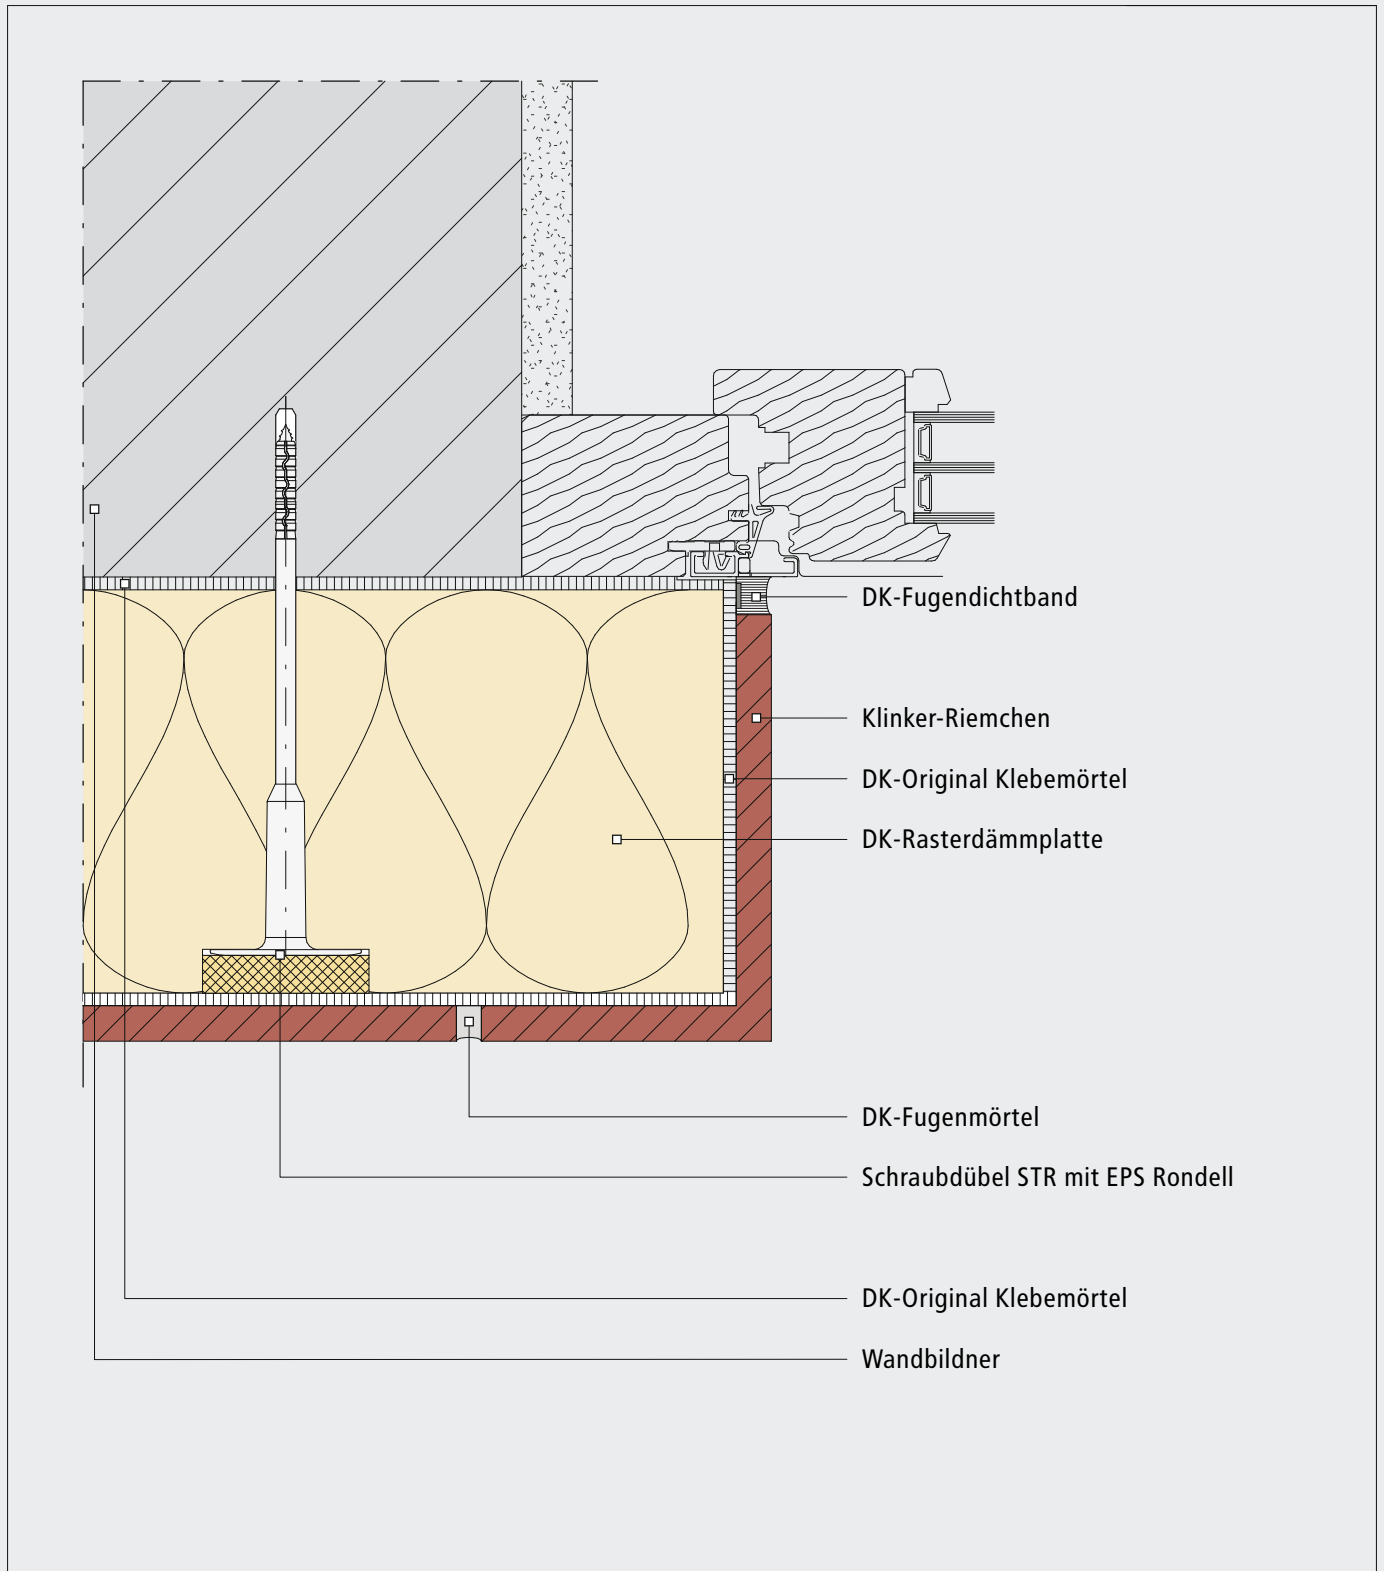 DK-Fugendichtband
Klinker-Riemchen
DK-Original Klebemörtel
DK-Rasterdämmplatte
DK-Fugenmörtel
Schraubdübel STR mit EPS Rondell
DK-Original Klebemörtel
Wandbildner